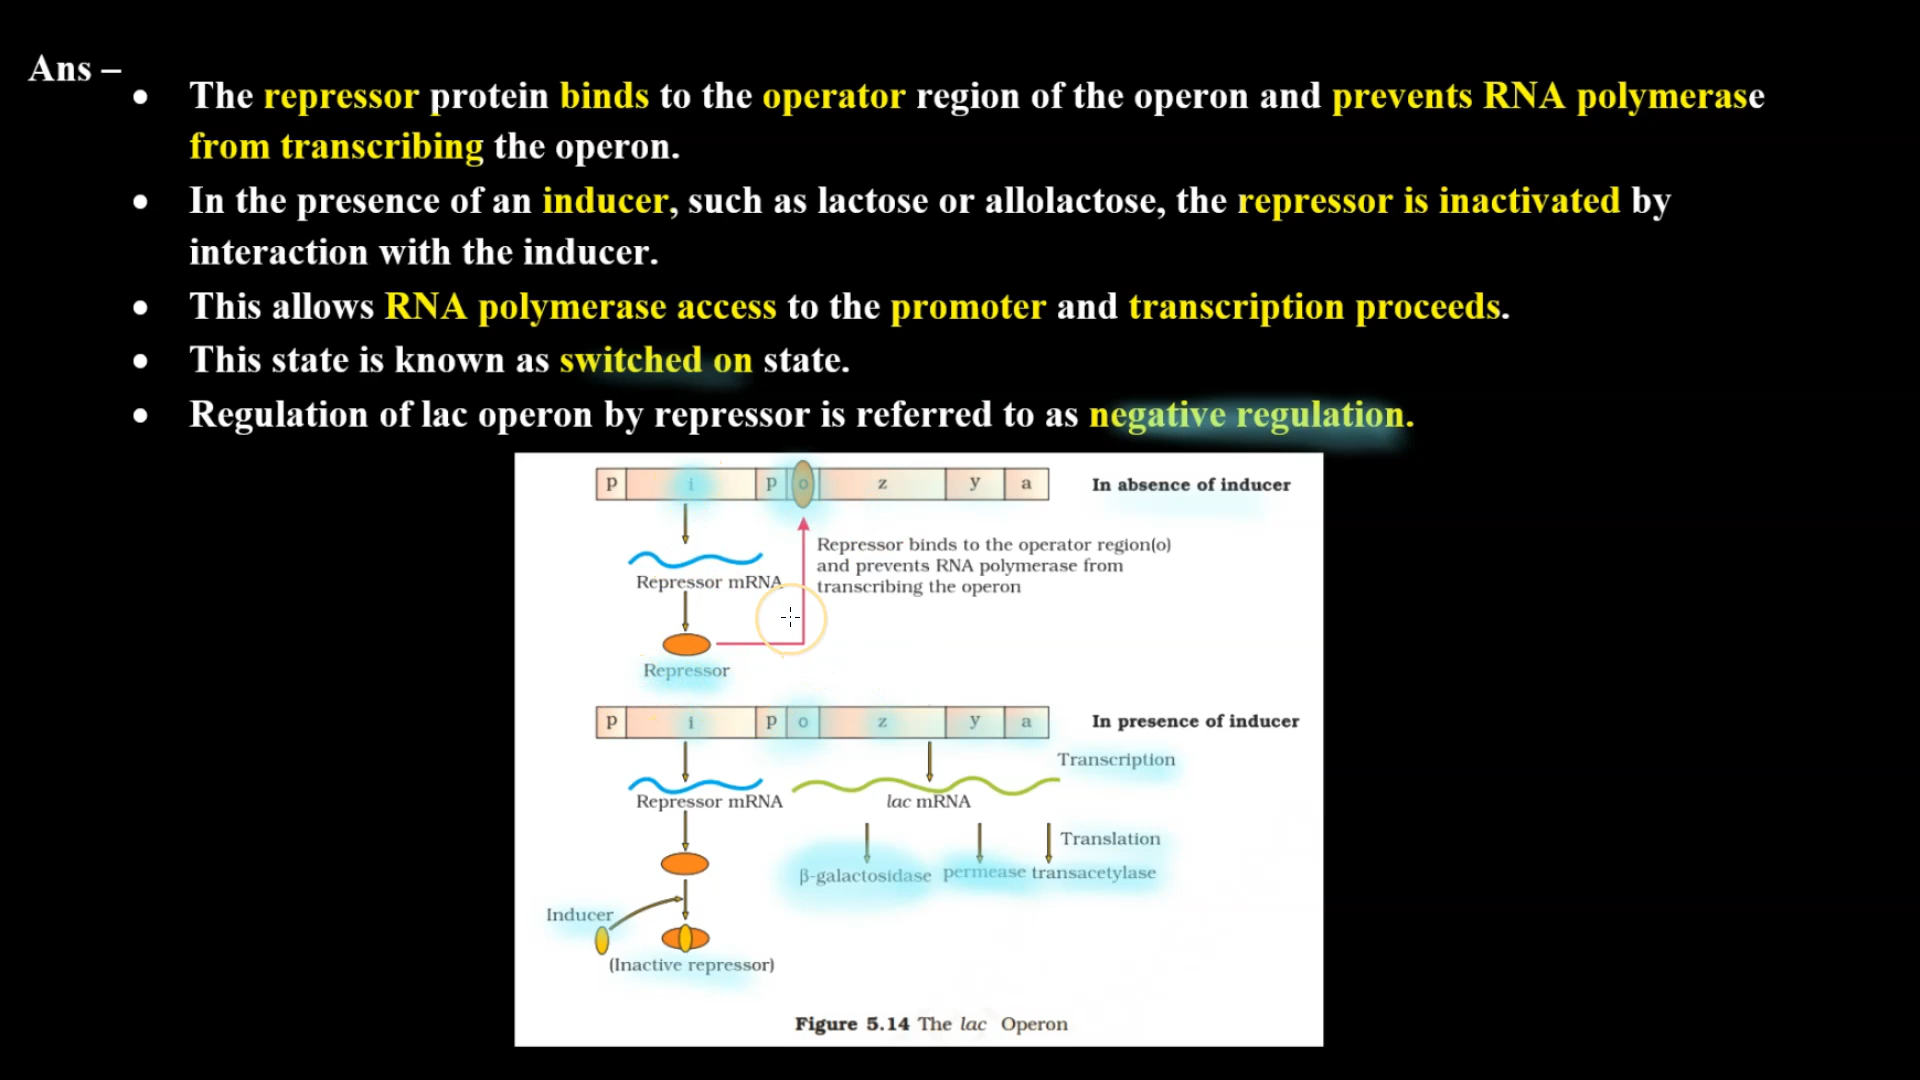 Ans –
• The repressor protein binds to the operator region of the operon and prevents RNA polymerase
from transcribing the operon.
• In the presence of an inducer, such as lactose or allolactose, the repressor is inactivated by
interaction with the inducer.
• This allows RNA polymerase access to the promoter and transcription proceeds.
• This state is known as switched on state.
• Regulation of lac operon by repressor is referred to as negative regulation.
p i p o z y a In absence of inducer
Repressor binds to the operator region(o)
and prevents RNA polymerase from
transcribing the operon
Repressor mRNA
Repressor
p i p o z y a In presence of inducer
Transcription
Repressor mRNA lac mRNA
Translation
β-galactosidase permease transacetylase
Inducer
(Inactive repressor)
Figure 5.14 The lac Operon